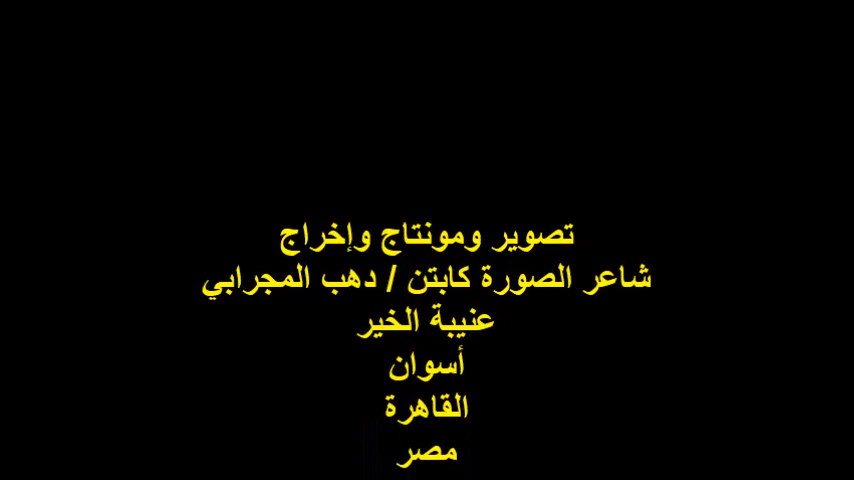 تصوير ومونتاج وإخراج
شاعر الصورة كابتن / دهب المجرابي
عنيبة الخير
أسوان
القاهرة
مصر